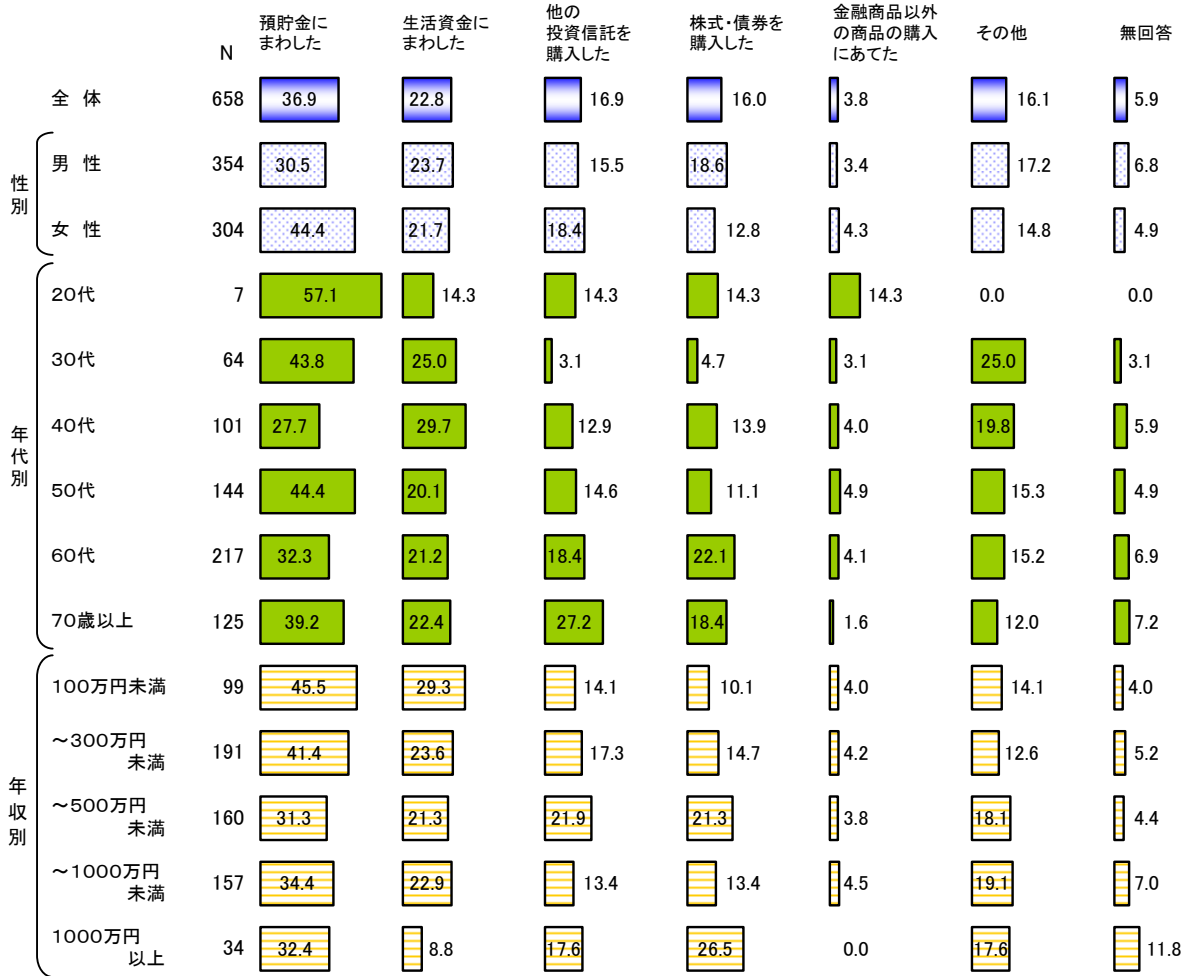 N
預貯金に
まわした
生活資金に
まわした
他の
投資信託を
購入した
株式・債券を
購入した
金融商品以外
の商品の購入
にあてた
その他
無回答
全 体 658 36.9 22.8 16.9 16.0 3.8 16.1 5.9
性別
男 性 354 30.5 23.7 15.5 18.6 3.4 17.2 6.8
女 性 304 44.4 21.7 18.4 12.8 4.3 14.8 4.9
年代別
20代 7 57.1 14.3 14.3 14.3 14.3 0.0 0.0
30代 64 43.8 25.0 3.1 4.7 3.1 25.0 3.1
40代 101 27.7 29.7 12.9 13.9 4.0 19.8 5.9
50代 144 44.4 20.1 14.6 11.1 4.9 15.3 4.9
60代 217 32.3 21.2 18.4 22.1 4.1 15.2 6.9
70歳以上 125 39.2 22.4 27.2 18.4 1.6 12.0 7.2
年収別
100万円未満 99 45.5 29.3 14.1 10.1 4.0 14.1 4.0
～300万円
未満 191 41.4 23.6 17.3 14.7 4.2 12.6 5.2
～500万円
未満 160 31.3 21.3 21.9 21.3 3.8 18.1 4.4
～1000万円
未満 157 34.4 22.9 13.4 13.4 4.5 19.1 7.0
1000万円
以上 34 32.4 8.8 17.6 26.5 0.0 17.6 11.8